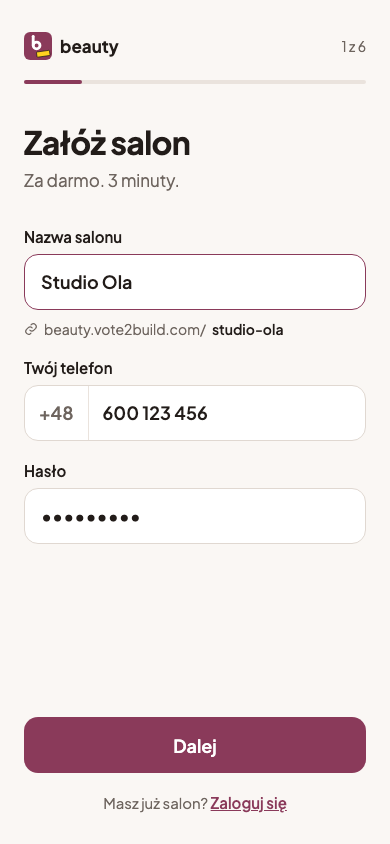 b beauty
1 z 6
Załóż salon
Za darmo. 3 minuty.
Nazwa salonu
Studio Ola
beauty.vote2build.com/ studio-ola
Twój telefon
+48 600 123 456
Hasło
•••••••••
Dalej
Masz już salon? Zaloguj się